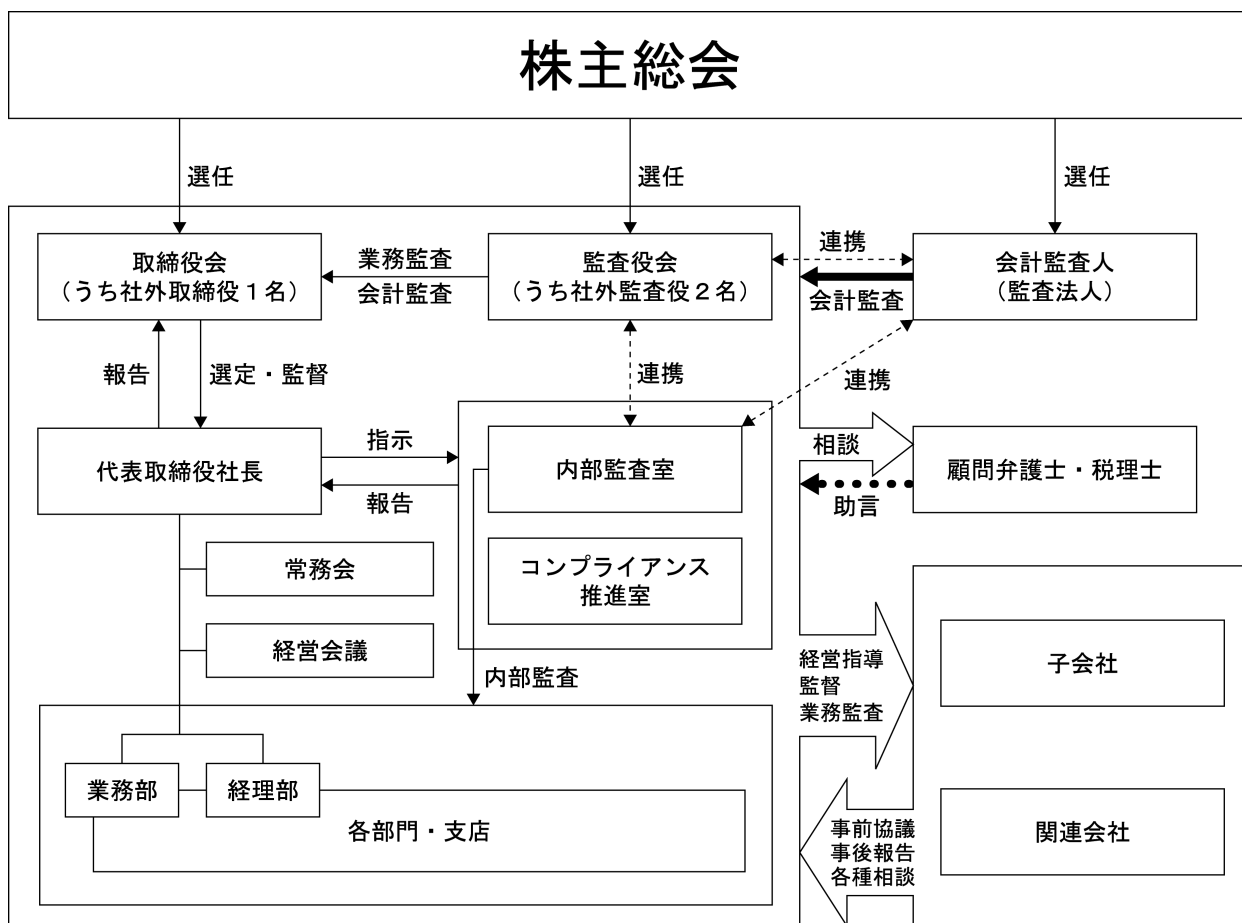 株主総会
選任
選任
選任
取締役会
（うち社外取締役１名）
業務監査
会計監査
監査役会
（うち社外監査役２名）
連携
会計監査
会計監査人
（監査法人）
報告
選定・監督
連携
連携
代表取締役社長
指示
報告
内部監査室
相談
助言
顧問弁護士・税理士
常務会
コンプライアンス
推進室
経営会議
内部監査
経営指導
監督
業務監査
子会社
業務部
経理部
各部門・支店
事前協議
事後報告
各種相談
関連会社